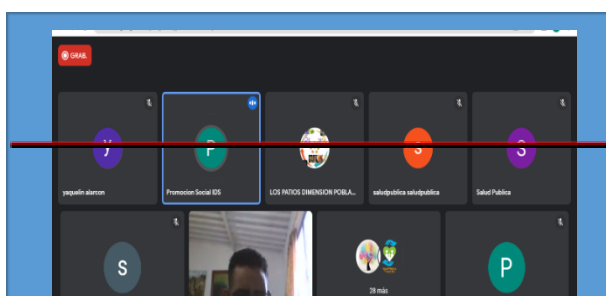 GRAB.
y
P
S
S
yaquelin alarcon
Promocion Social IDS
LOS PATIOS DIMENSION POBLA...
saludpublica saludpublica
Salud Publica
S
P
28 más